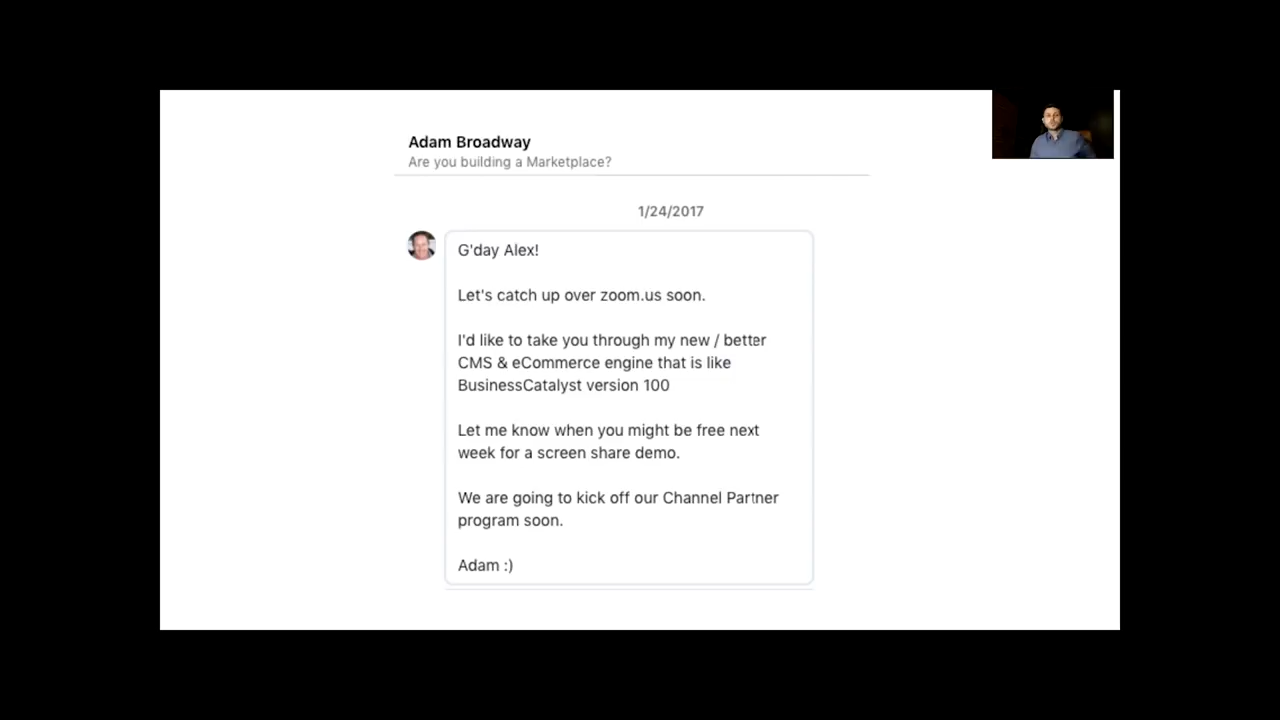 Adam Broadway
Are you building a Marketplace?
1/24/2017
G'day Alex!
Let's catch up over zoom.us soon.
I'd like to take you through my new / better
CMS & eCommerce engine that is like
BusinessCatalyst version 100
Let me know when you might be free next
week for a screen share demo.
We are going to kick off our Channel Partner
program soon.
Adam :)